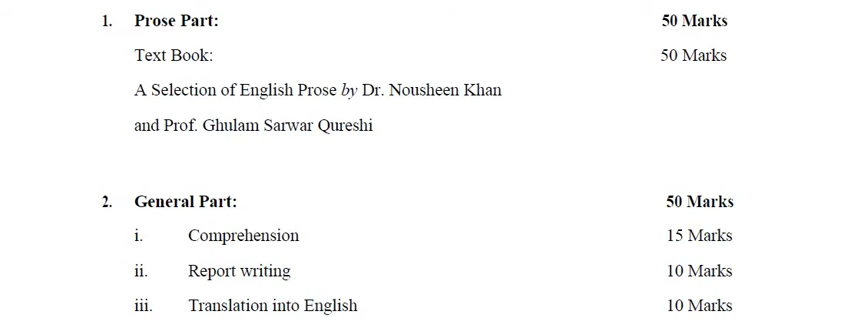 1. Prose Part: 50 Marks
Text Book: 50 Marks
A Selection of English Prose by Dr. Nousheen Khan
and Prof. Ghulam Sarwar Qureshi
2. General Part: 50 Marks
i. Comprehension 15 Marks
ii. Report writing 10 Marks
iii. Translation into English 10 Marks